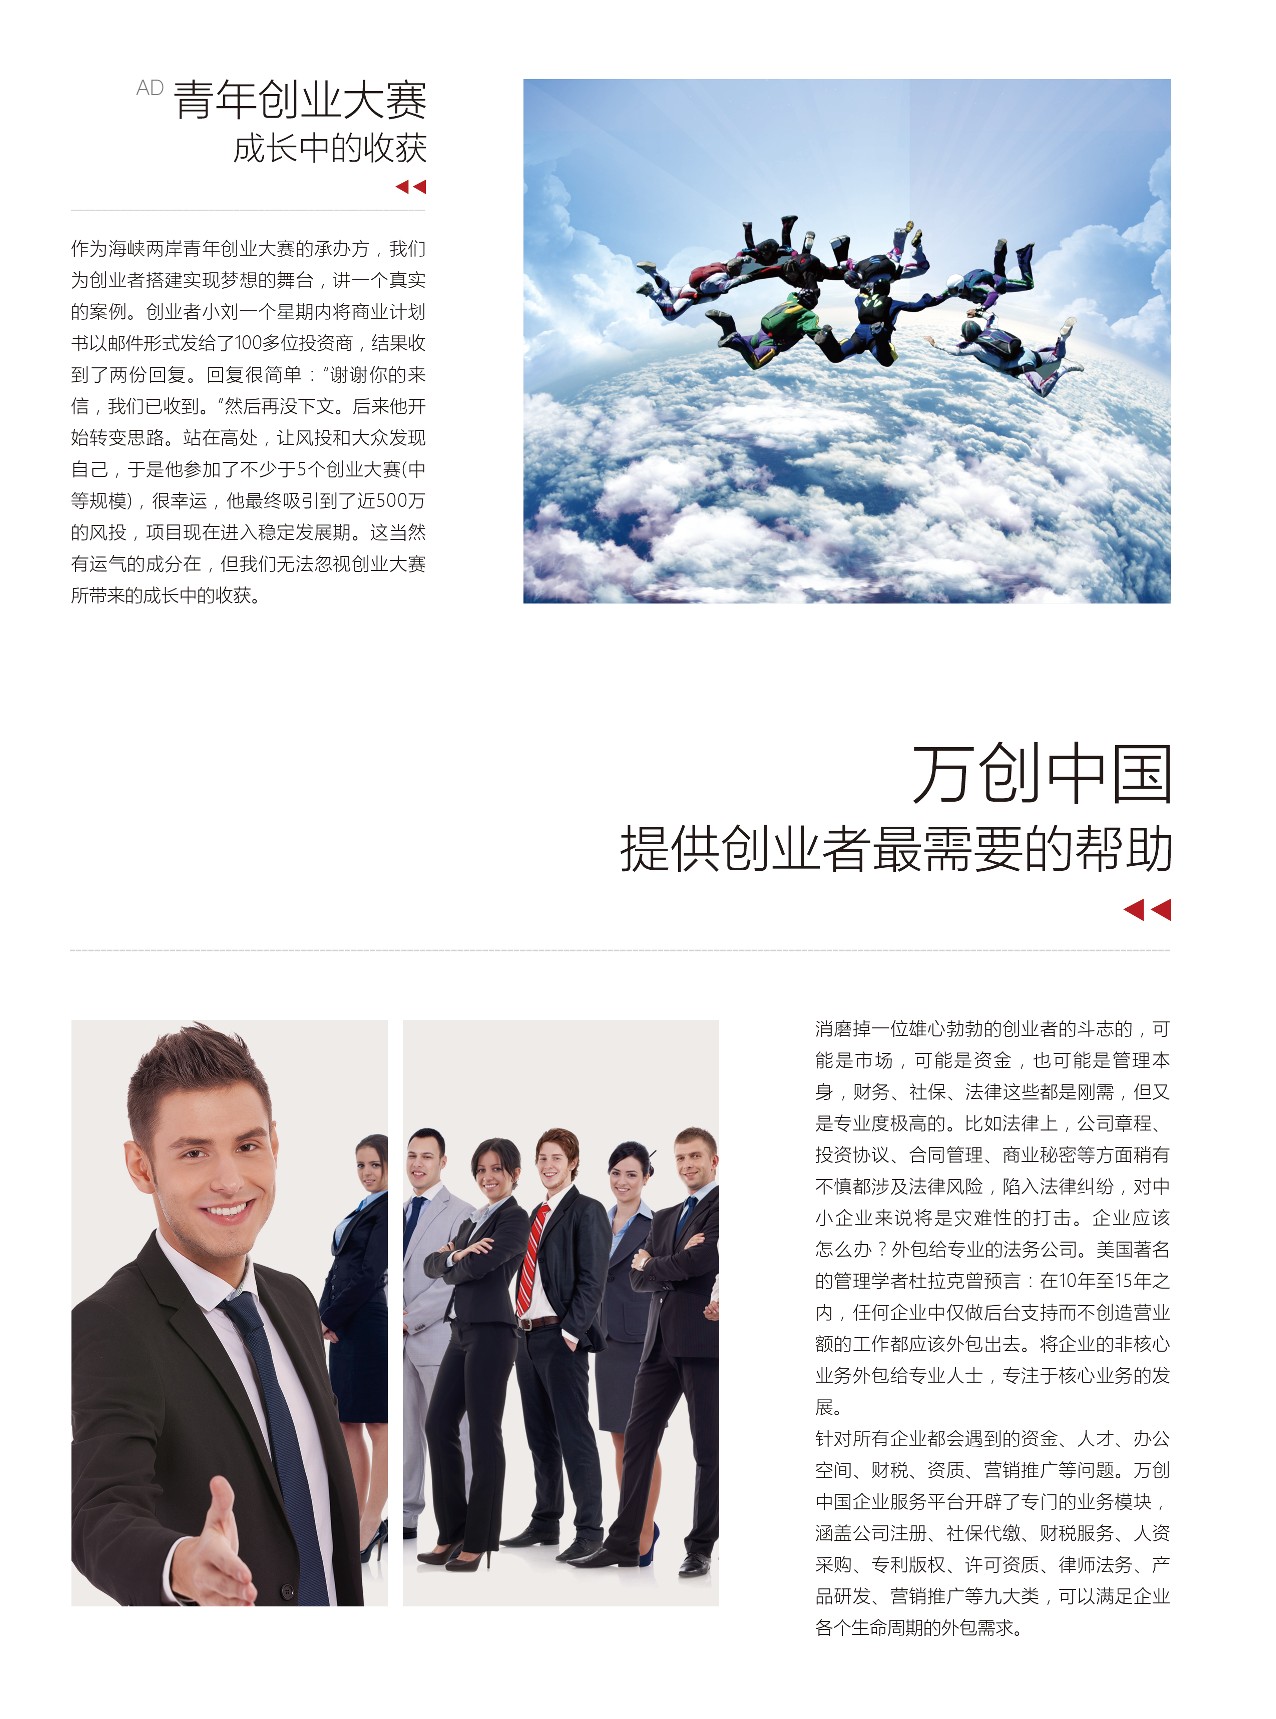 AD
青年创业大赛
成长中的收获
作为海峡两岸青年创业大赛的承办方，我们
为创业者搭建实现梦想的舞台，讲一个真实
的案例。创业者小刘一个星期内将商业计划
书以邮件形式发给了100多位投资商，结果收
到了两份回复。回复很简单：“谢谢你的来
信，我们已收到。”然后再没下文。后来他开
始转变思路。站在高处，让风投和大众发现
自己，于是他参加了不少于5个创业大赛(中
等规模)，很幸运，他最终吸引到了近500万
的风投，项目现在进入稳定发展期。这当然
有运气的成分在，但我们无法忽视创业大赛
所带来的成长中的收获。
万创中国
提供创业者最需要的帮助
消磨掉一位雄心勃勃的创业者的斗志的，可
能是市场，可能是资金，也可能是管理本
身，财务、社保、法律这些都是刚需，但又
是专业度极高的。比如法律上，公司章程、
投资协议、合同管理、商业秘密等方面稍有
不慎都涉及法律风险，陷入法律纠纷，对中
小企业来说将是灾难性的打击。企业应该
怎么办？外包给专业的法务公司。美国著名
的管理学者杜拉克曾预言：在10年至15年之
内，任何企业中仅做后台支持而不创造营业
额的工作都应该外包出去。将企业的非核心
业务外包给专业人士，专注于核心业务的发
展。
针对所有企业都会遇到的资金、人才、办公
空间、财税、资质、营销推广等问题。万创
中国企业服务平台开辟了专门的业务模块，
涵盖公司注册、社保代缴、财税服务、人资
采购、专利版权、许可资质、律师法务、产
品研发、营销推广等九大类，可以满足企业
各个生命周期的外包需求。